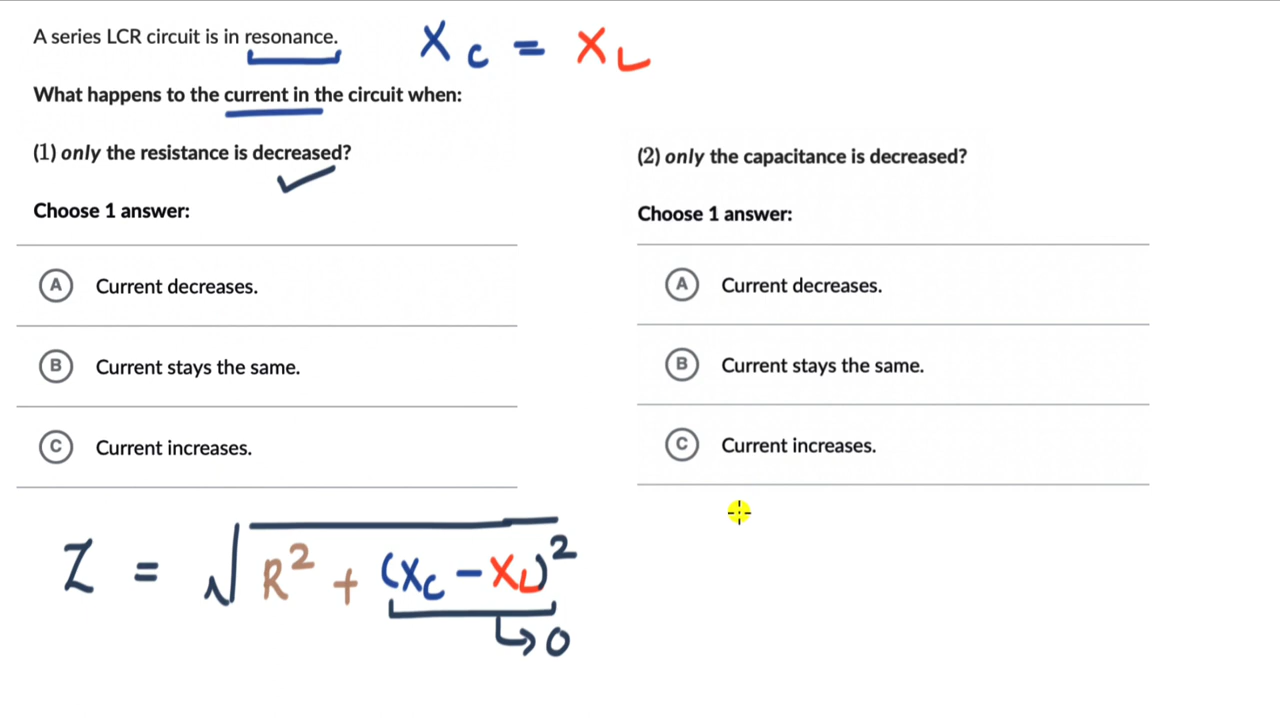 A series LCR circuit is in resonance.
X_C = X_L
What happens to the current in the circuit when:
(1) only the resistance is decreased?
Choose 1 answer:
A Current decreases.
B Current stays the same.
C Current increases.
(2) only the capacitance is decreased?
Choose 1 answer:
A Current decreases.
B Current stays the same.
C Current increases.
Z = √R² + (X_C − X_L)²
↳ 0